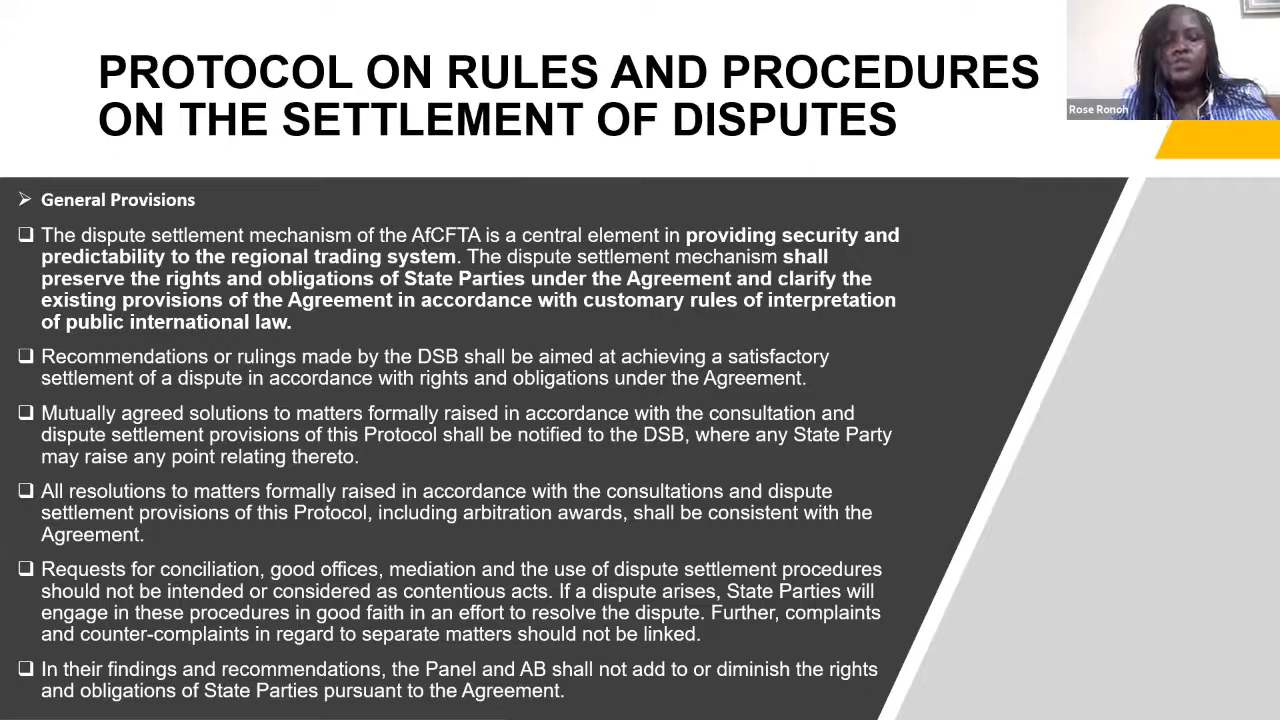 PROTOCOL ON RULES AND PROCEDURES
ON THE SETTLEMENT OF DISPUTES
Rose Ronoh
General Provisions
The dispute settlement mechanism of the AfCFTA is a central element in providing security and
predictability to the regional trading system. The dispute settlement mechanism shall
preserve the rights and obligations of State Parties under the Agreement and clarify the
existing provisions of the Agreement in accordance with customary rules of interpretation
of public international law.
Recommendations or rulings made by the DSB shall be aimed at achieving a satisfactory
settlement of a dispute in accordance with rights and obligations under the Agreement.
Mutually agreed solutions to matters formally raised in accordance with the consultation and
dispute settlement provisions of this Protocol shall be notified to the DSB, where any State Party
may raise any point relating thereto.
All resolutions to matters formally raised in accordance with the consultations and dispute
settlement provisions of this Protocol, including arbitration awards, shall be consistent with the
Agreement.
Requests for conciliation, good offices, mediation and the use of dispute settlement procedures
should not be intended or considered as contentious acts. If a dispute arises, State Parties will
engage in these procedures in good faith in an effort to resolve the dispute. Further, complaints
and counter-complaints in regard to separate matters should not be linked.
In their findings and recommendations, the Panel and AB shall not add to or diminish the rights
and obligations of State Parties pursuant to the Agreement.